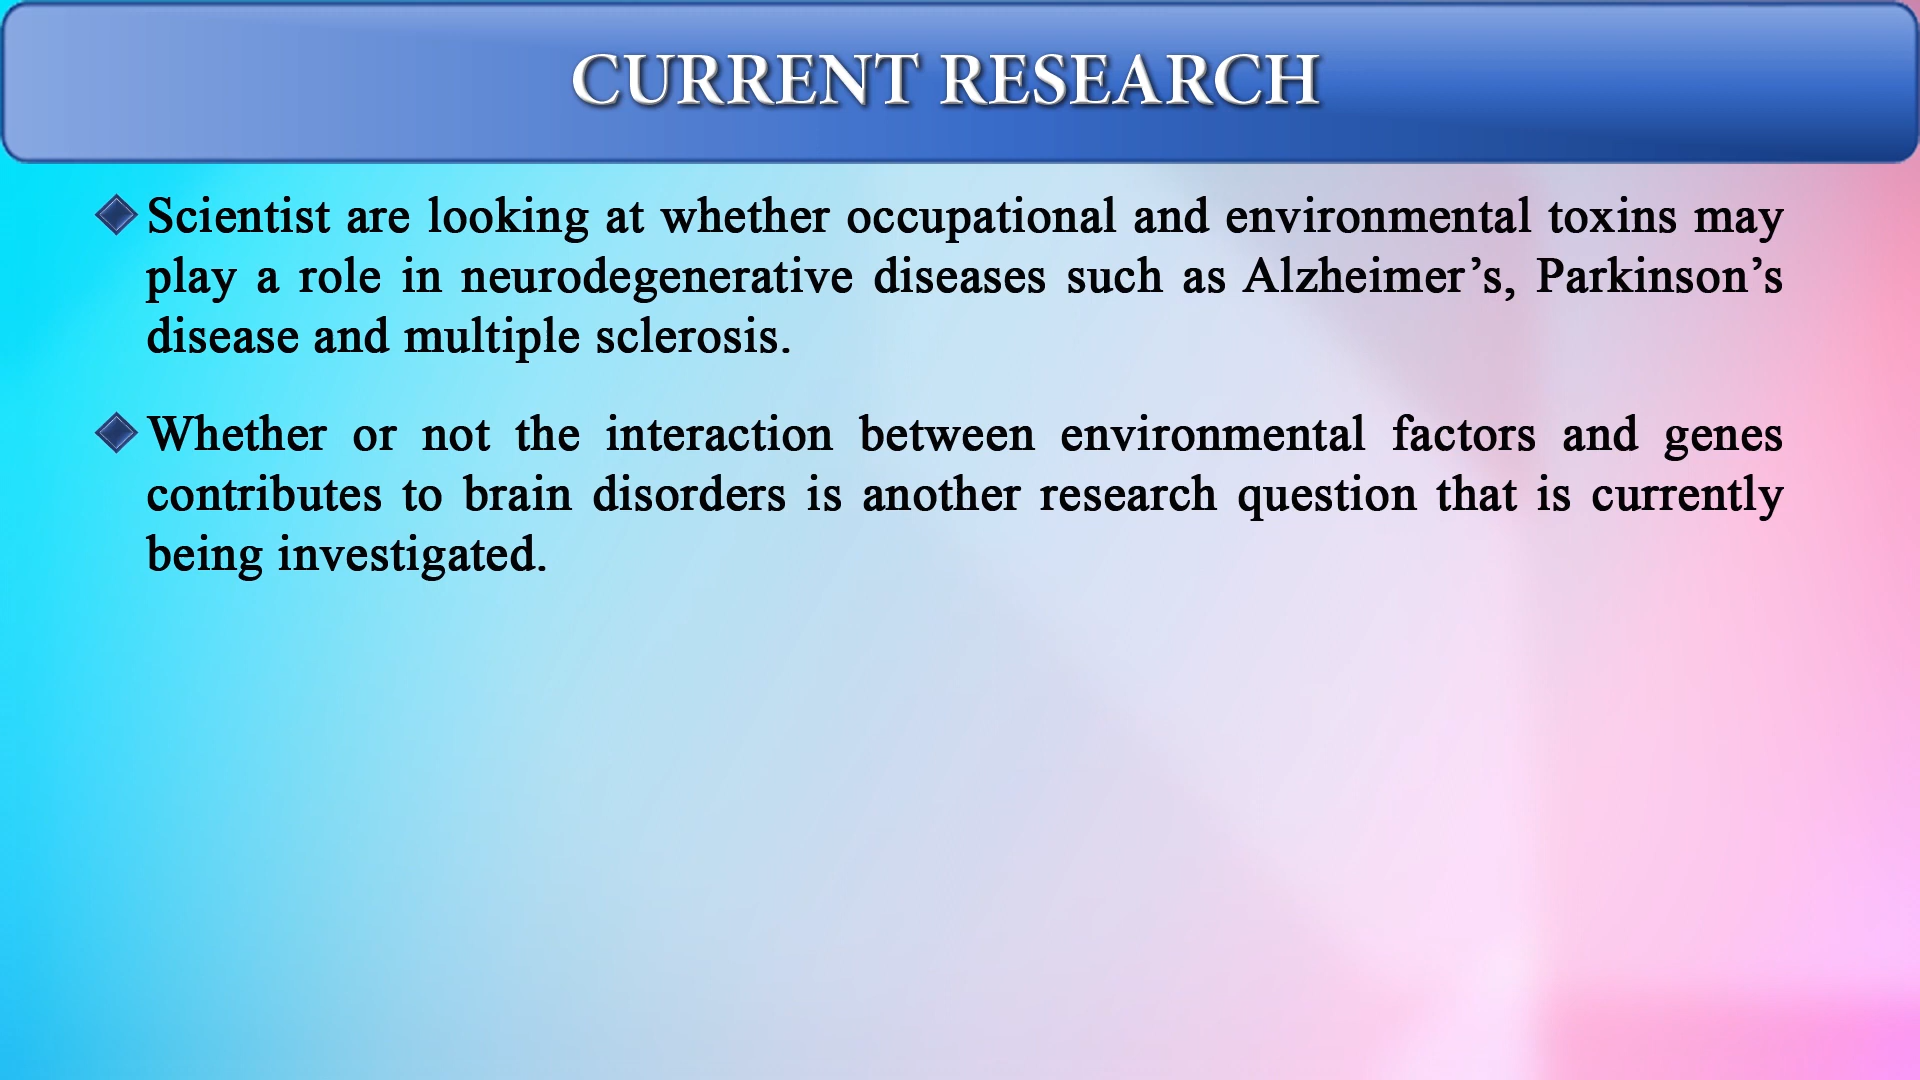 CURRENT RESEARCH
Scientist are looking at whether occupational and environmental toxins may
play a role in neurodegenerative diseases such as Alzheimer’s, Parkinson’s
disease and multiple sclerosis.
Whether or not the interaction between environmental factors and genes
contributes to brain disorders is another research question that is currently
being investigated.